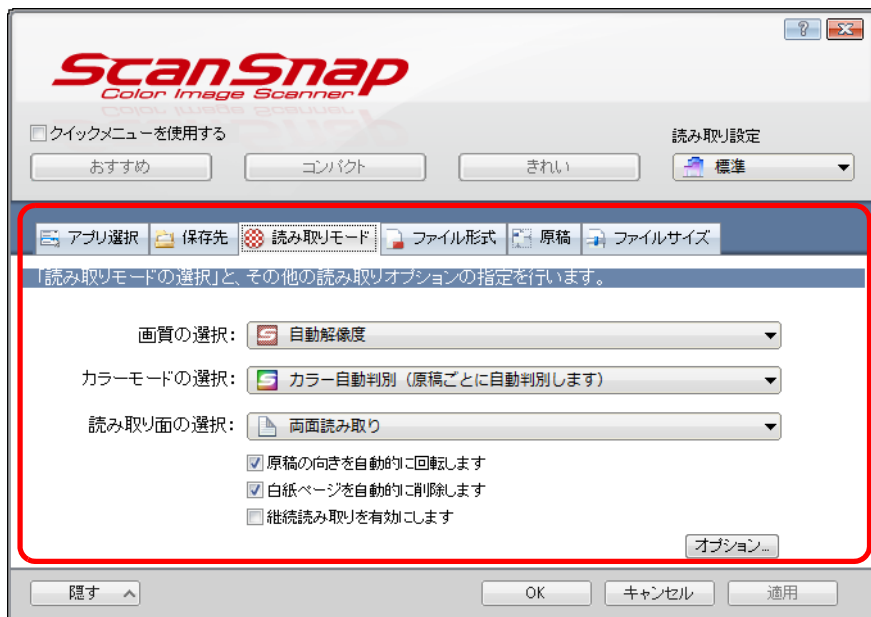 ScanSnap
Color Image Scanner
クイックメニューを使用する
読み取り設定
おすすめ コンパクト きれい 標準
アプリ選択 保存先 読み取りモード ファイル形式 原稿 ファイルサイズ
「読み取りモードの選択」と、その他の読み取りオプションの指定を行います。
画質の選択: 自動解像度
カラーモードの選択: カラー自動判別（原稿ごとに自動判別します）
読み取り面の選択: 両面読み取り
原稿の向きを自動的に回転します
白紙ページを自動的に削除します
継続読み取りを有効にします
オプション...
隠す OK キャンセル 適用